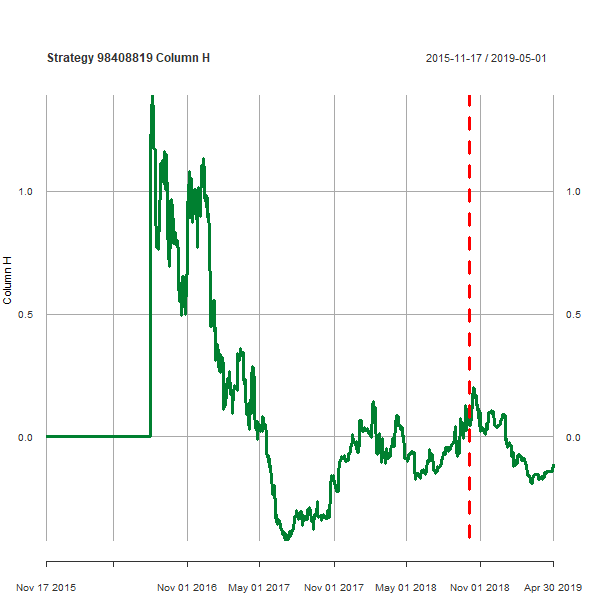 Strategy 98408819 Column H
2015-11-17 / 2019-05-01
1.0
1.0
Column H
0.5
0.5
0.0
0.0
Nov 17 2015
Nov 01 2016
May 01 2017
Nov 01 2017
May 01 2018
Nov 01 2018
Apr 30 2019